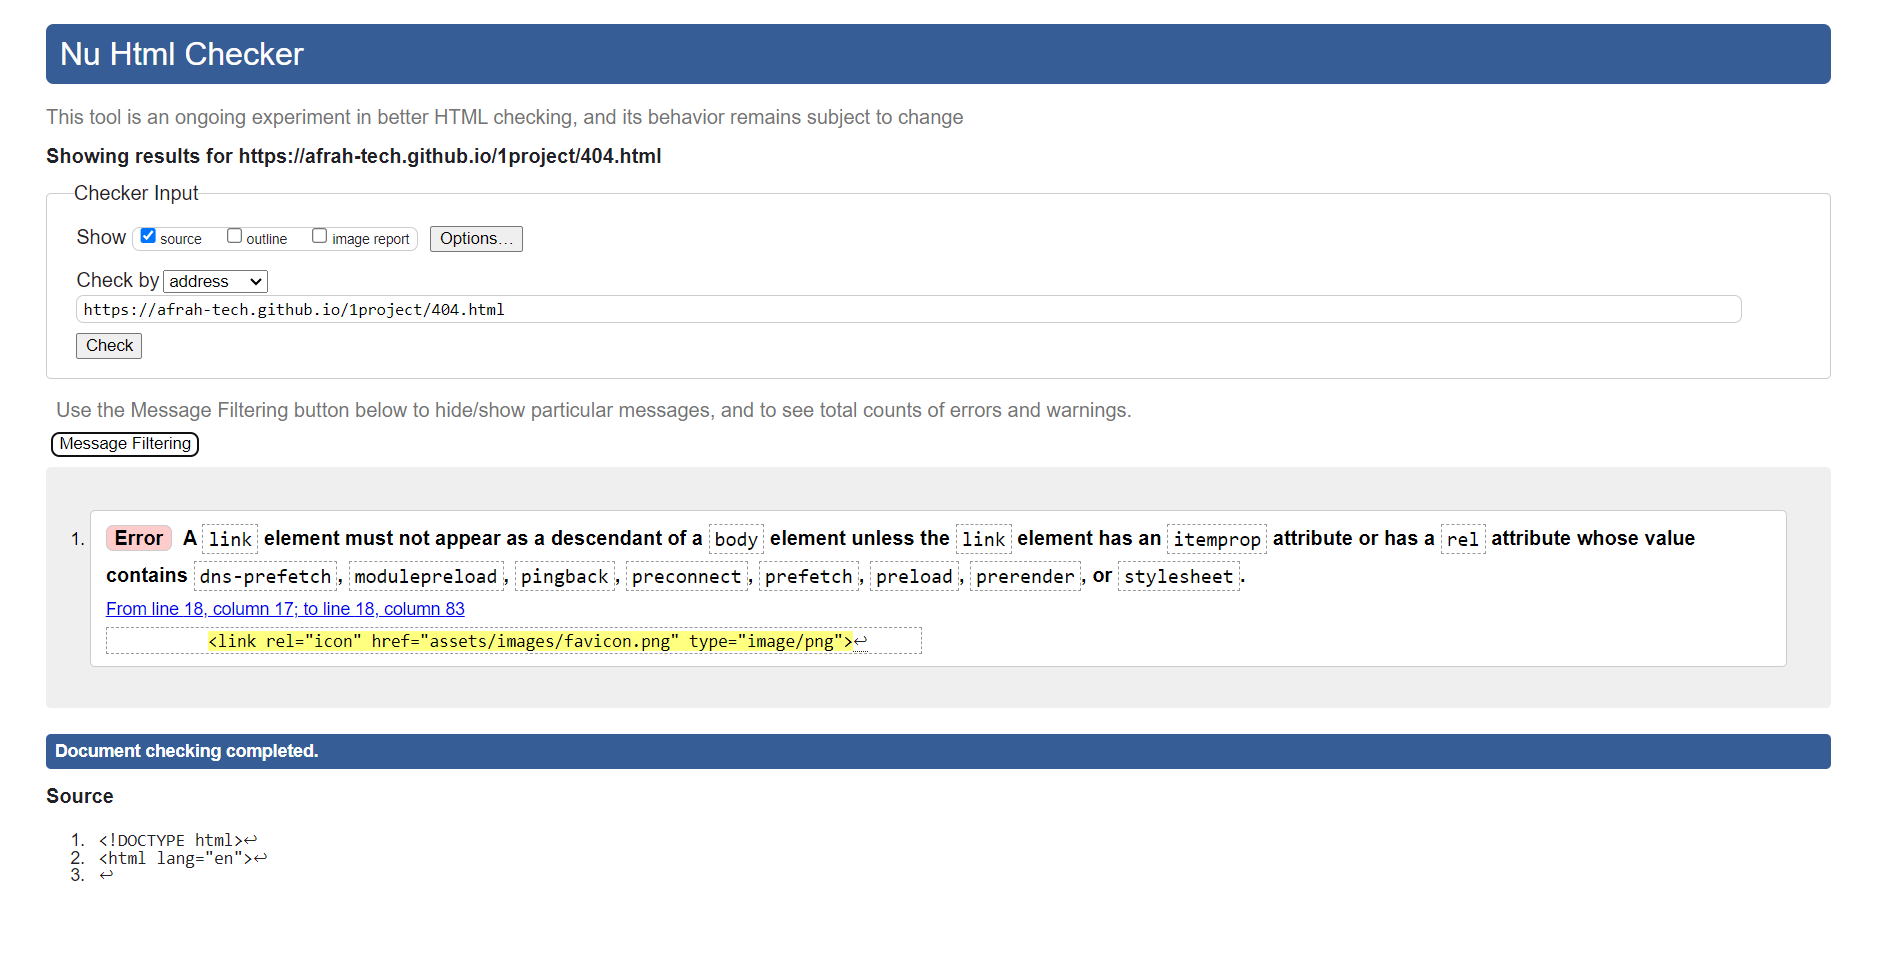 Nu Html Checker
This tool is an ongoing experiment in better HTML checking, and its behavior remains subject to change
Showing results for https://afrah-tech.github.io/1project/404.html
Checker Input
Show source outline image report Options...
Check by address
https://afrah-tech.github.io/1project/404.html
Check
Use the Message Filtering button below to hide/show particular messages, and to see total counts of errors and warnings.
Message Filtering
1. Error A link element must not appear as a descendant of a body element unless the link element has an itemprop attribute or has a rel attribute whose value
contains dns-prefetch, modulepreload, pingback, preconnect, prefetch, preload, prerender, or stylesheet.
From line 18, column 17; to line 18, column 83
<link rel="icon" href="assets/images/favicon.png" type="image/png">↩
Document checking completed.
Source
1. <!DOCTYPE html>↩
2. <html lang="en">↩
3. ↩